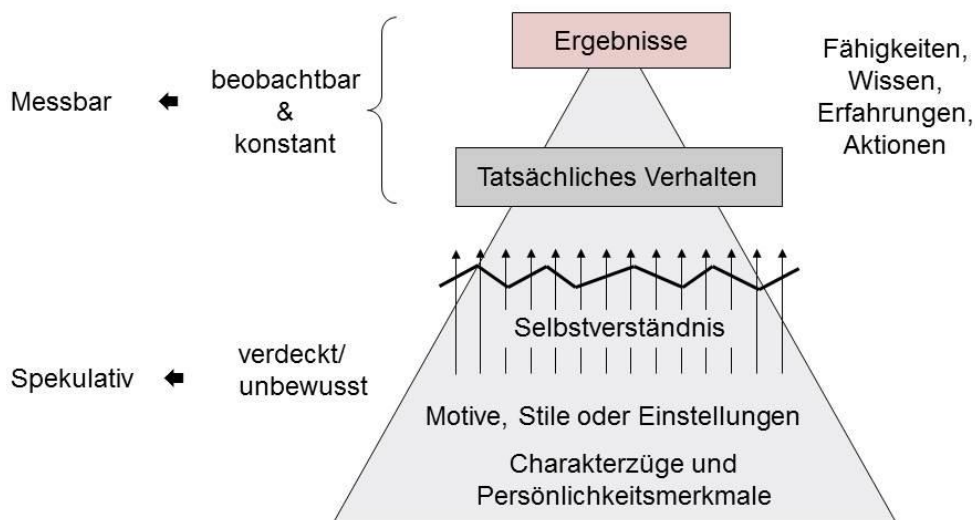 Ergebnisse
Fähigkeiten,
Wissen,
Erfahrungen,
Aktionen
Messbar
beobachtbar
&
konstant
Tatsächliches Verhalten
Selbstverständnis
Spekulativ
verdeckt/
unbewusst
Motive, Stile oder Einstellungen
Charakterzüge und
Persönlichkeitsmerkmale